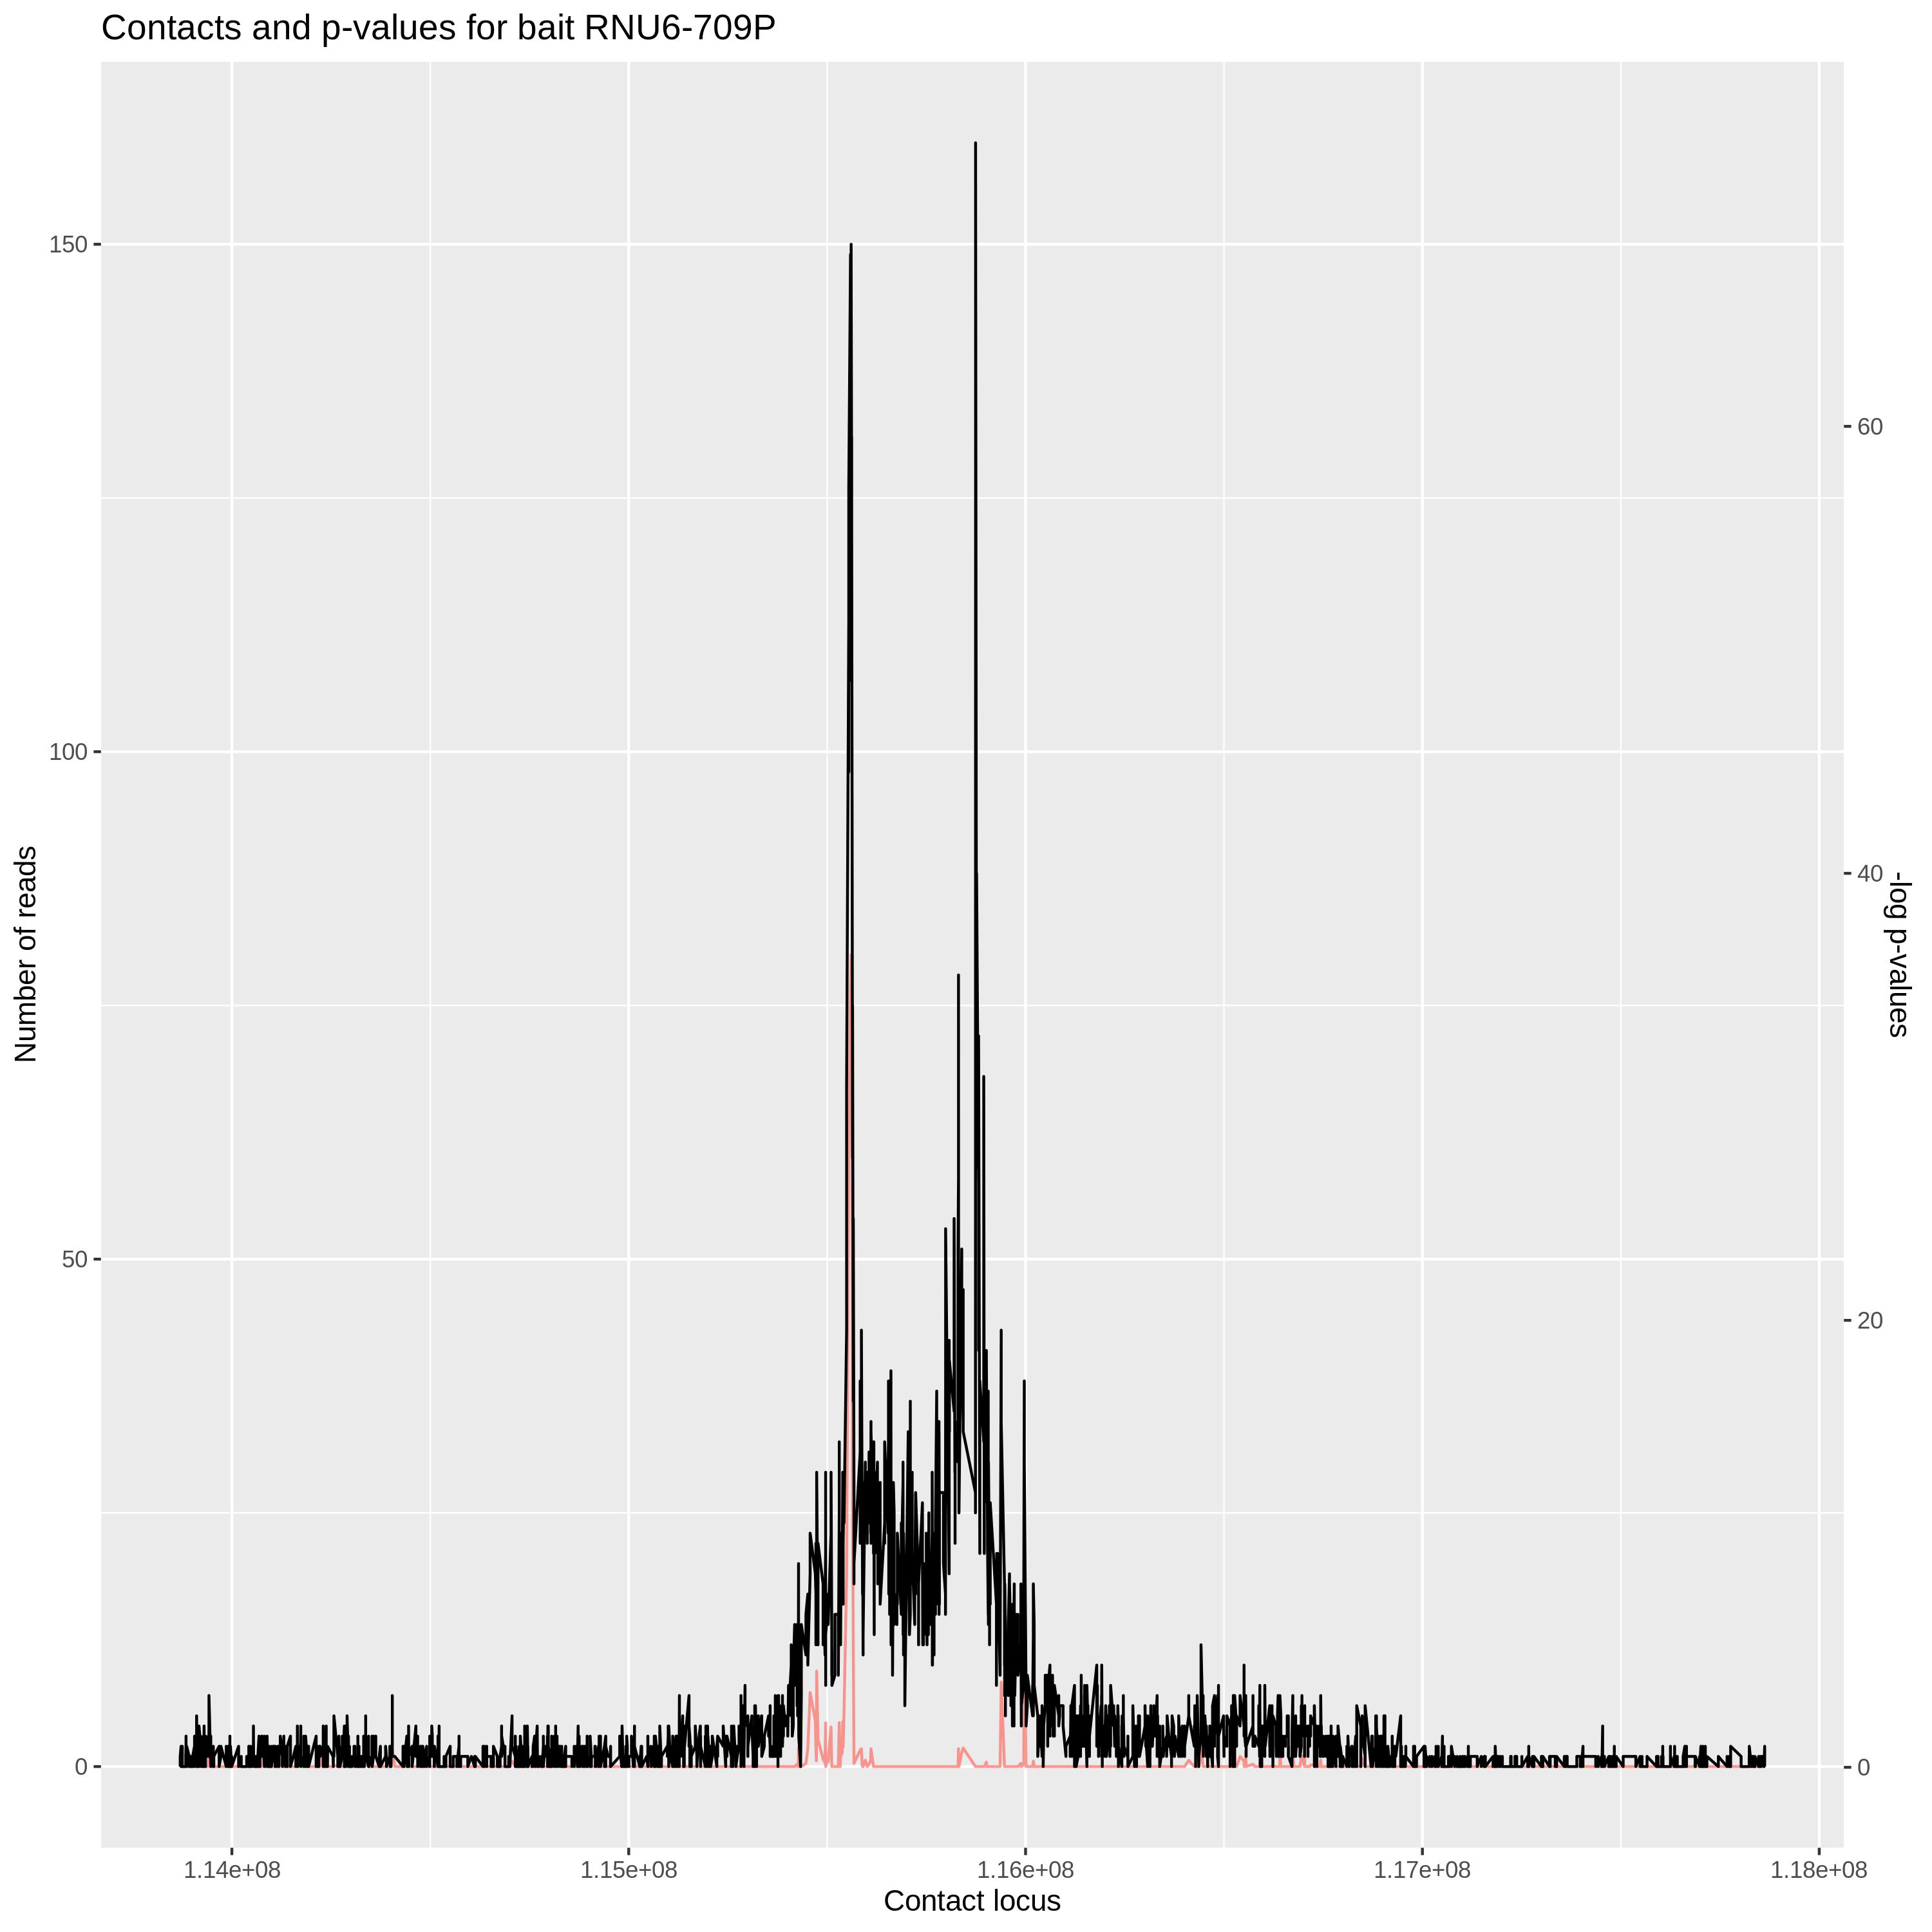 Contacts and p-values for bait RNU6-709P
150
100
50
0
Number of reads
60
40
20
0
-log p-values
1.14e+08
1.15e+08
1.16e+08
1.17e+08
1.18e+08
Contact locus